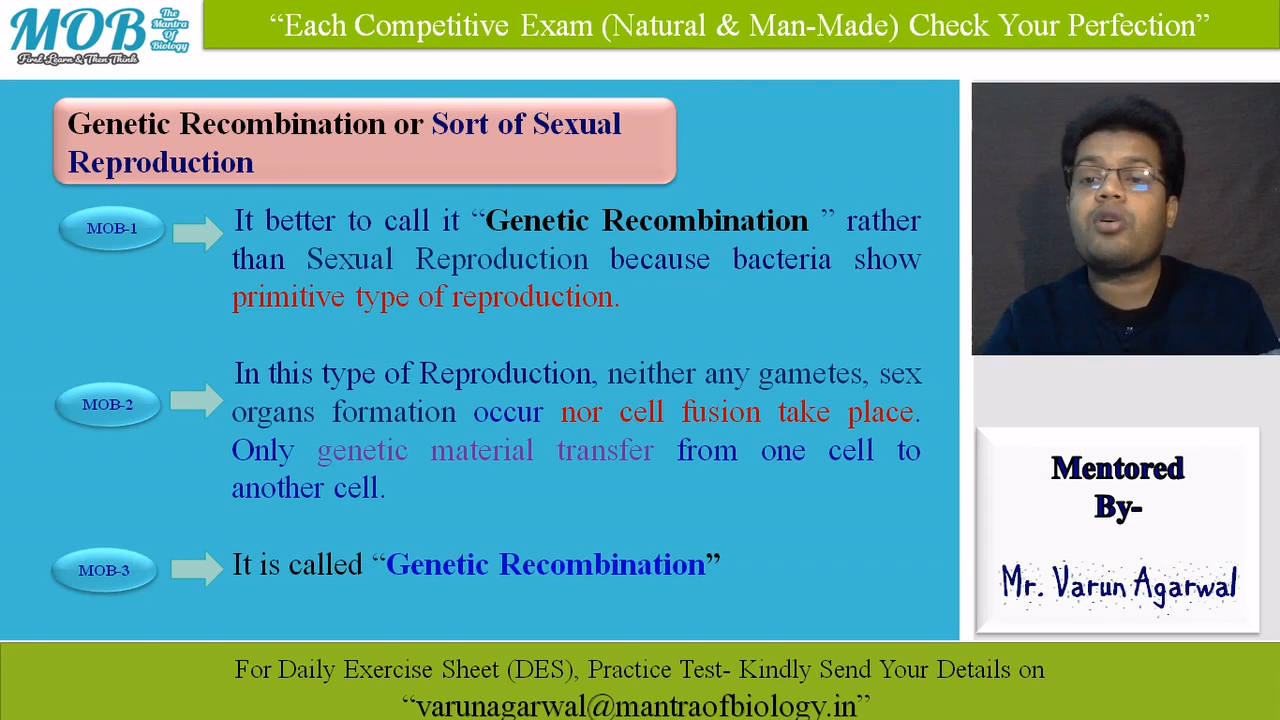 MOB The Mantra Of Biology
First Learn & Then Think
“Each Competitive Exam (Natural & Man-Made) Check Your Perfection”
Genetic Recombination or Sort of Sexual
Reproduction
MOB-1
It better to call it “Genetic Recombination ” rather
than Sexual Reproduction because bacteria show
primitive type of reproduction.
MOB-2
In this type of Reproduction, neither any gametes, sex
organs formation occur nor cell fusion take place.
Only genetic material transfer from one cell to
another cell.
MOB-3
It is called “Genetic Recombination”
Mentored
By-
Mr. Varun Agarwal
For Daily Exercise Sheet (DES), Practice Test- Kindly Send Your Details on
“varunagarwal@mantraofbiology.in”